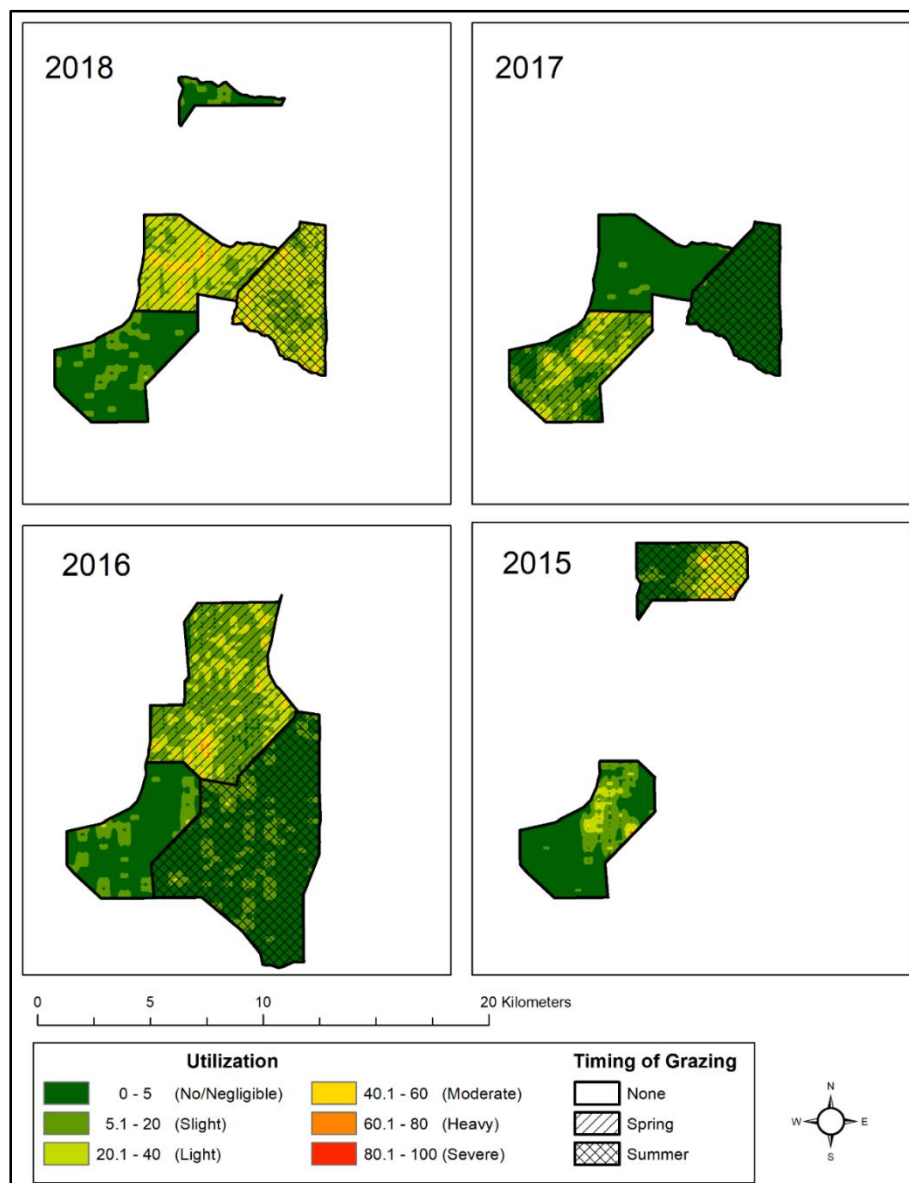 2018
2017
2016
2015
0 5 10 20 Kilometers
Utilization
0 - 5 (No/Negligible)
5.1 - 20 (Slight)
20.1 - 40 (Light)
40.1 - 60 (Moderate)
60.1 - 80 (Heavy)
80.1 - 100 (Severe)
Timing of Grazing
None
Spring
Summer
N
W E
S